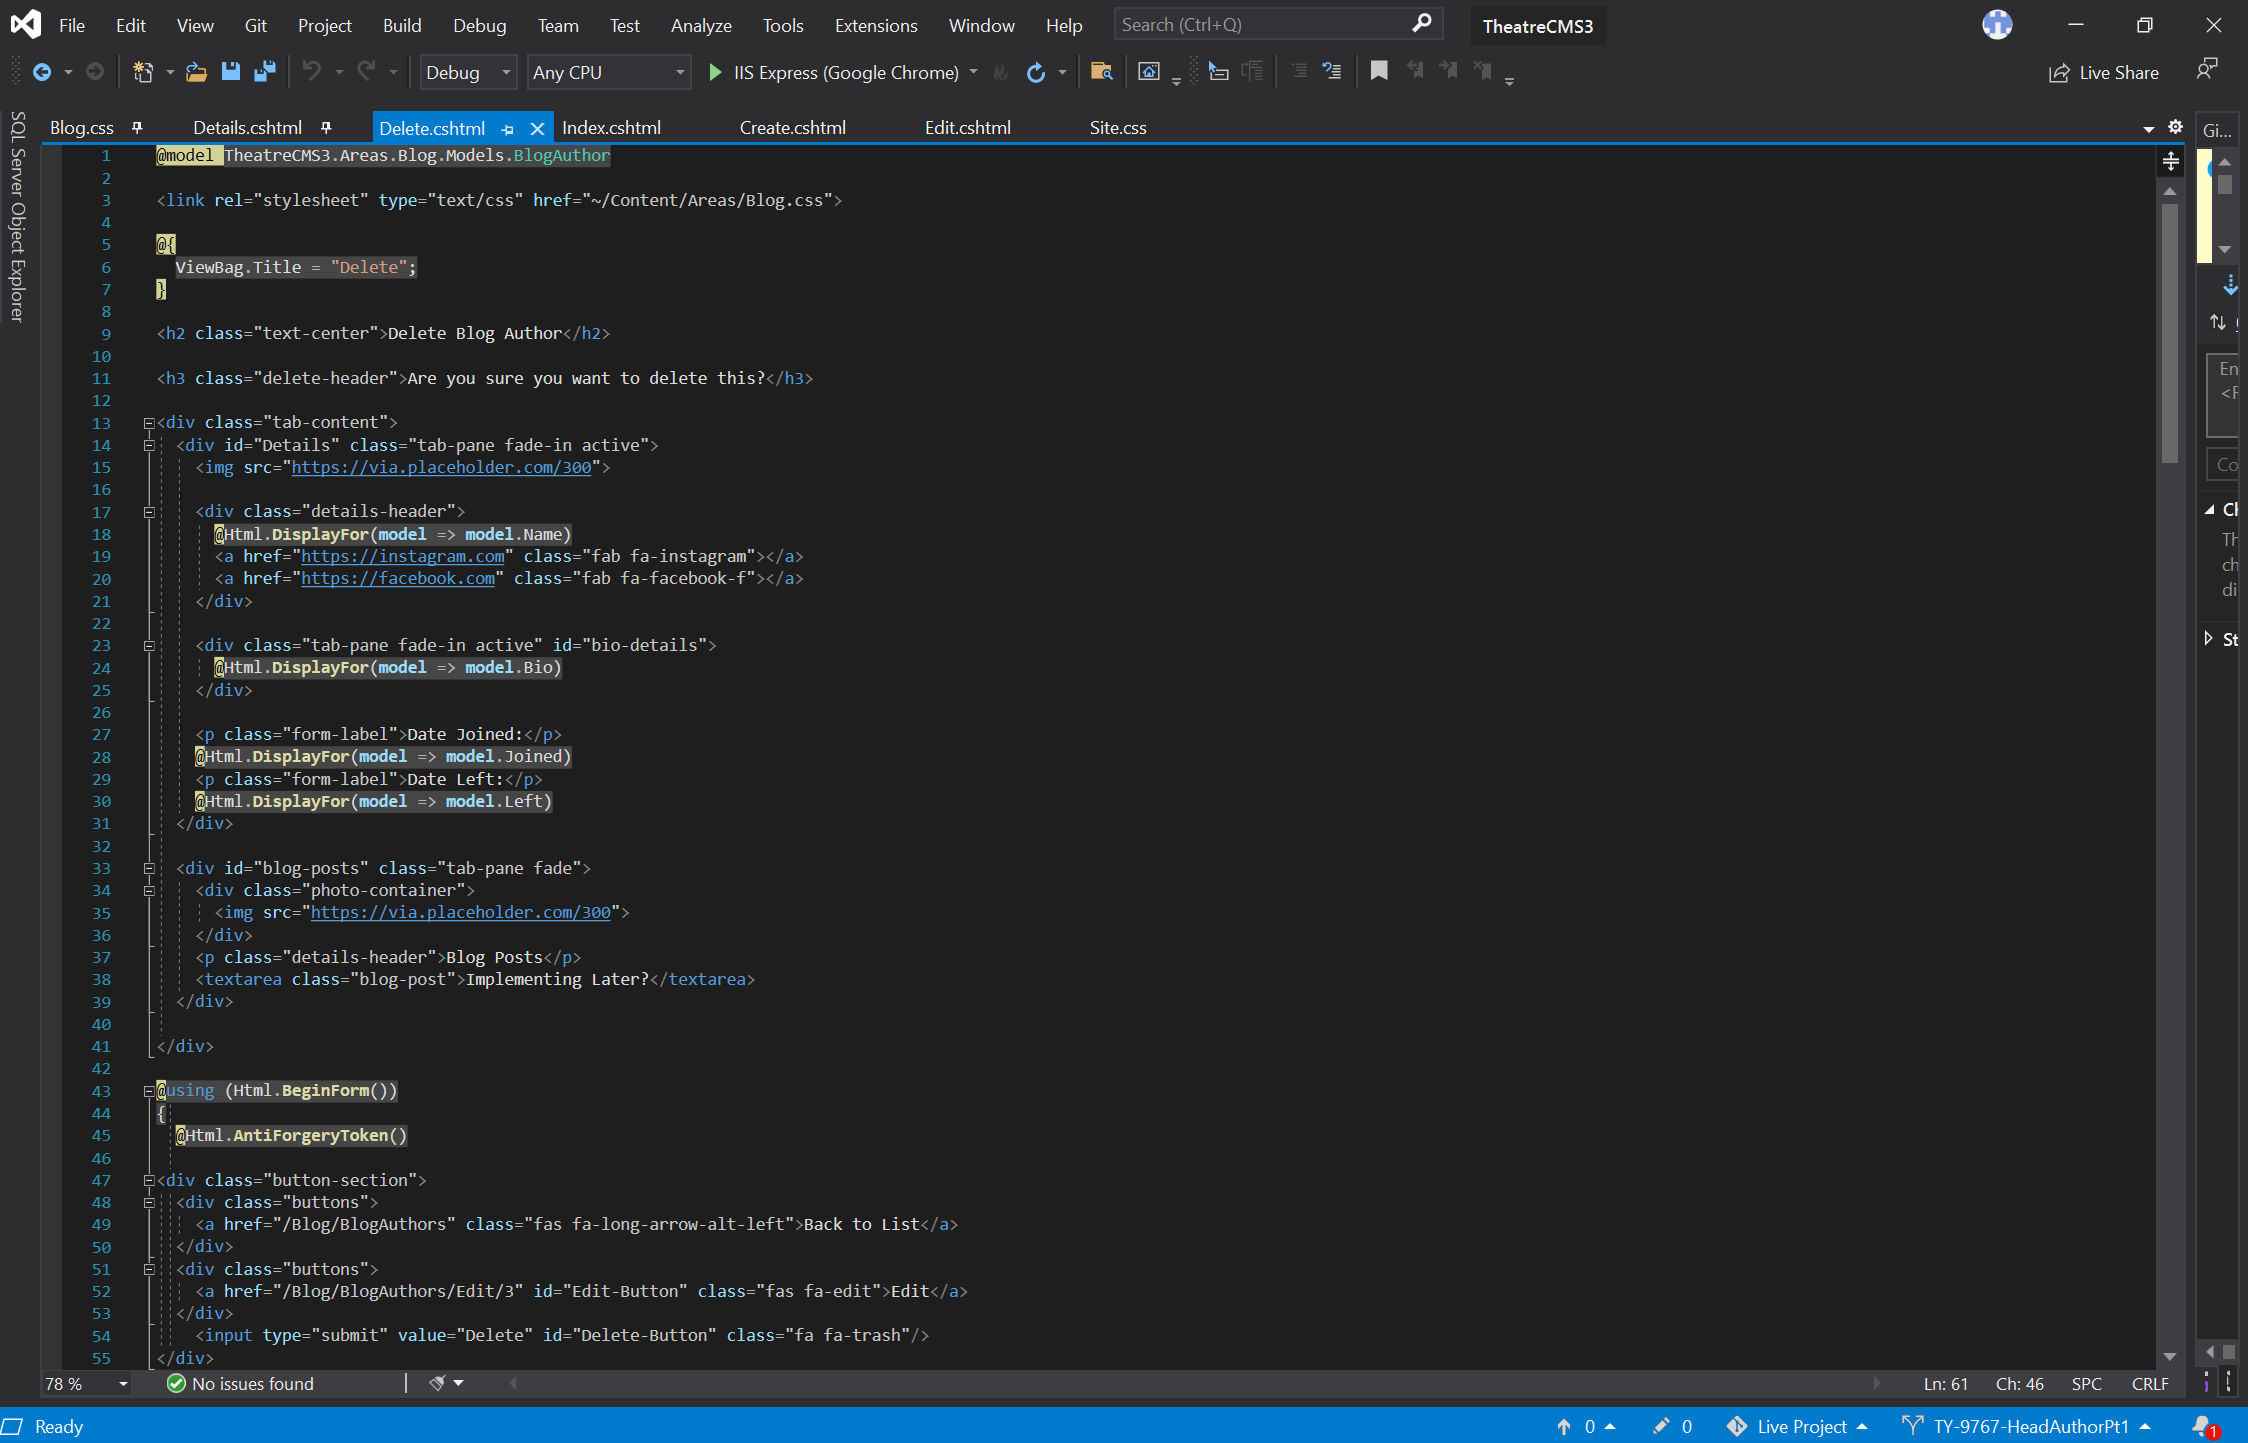 File Edit View Git Project Build Debug Team Test Analyze Tools Extensions Window Help Search (Ctrl+Q) TheatreCMS3
Debug Any CPU IIS Express (Google Chrome) Live Share
SQL Server Object Explorer
Blog.css Details.cshtml Delete.cshtml Index.cshtml Create.cshtml Edit.cshtml Site.css
Gi...
1 @model TheatreCMS3.Areas.Blog.Models.BlogAuthor
2
3 <link rel="stylesheet" type="text/css" href="~/Content/Areas/Blog.css">
4
5 @{
6 ViewBag.Title = "Delete";
7 }
8
9 <h2 class="text-center">Delete Blog Author</h2>
10
11 <h3 class="delete-header">Are you sure you want to delete this?</h3>
12
13 <div class="tab-content">
14 <div id="Details" class="tab-pane fade-in active">
15 <img src="https://via.placeholder.com/300">
16
17 <div class="details-header">
18 @Html.DisplayFor(model => model.Name)
19 <a href="https://instagram.com" class="fab fa-instagram"></a>
20 <a href="https://facebook.com" class="fab fa-facebook-f"></a>
21 </div>
22
23 <div class="tab-pane fade-in active" id="bio-details">
24 @Html.DisplayFor(model => model.Bio)
25 </div>
26
27 <p class="form-label">Date Joined:</p>
28 @Html.DisplayFor(model => model.Joined)
29 <p class="form-label">Date Left:</p>
30 @Html.DisplayFor(model => model.Left)
31 </div>
32
33 <div id="blog-posts" class="tab-pane fade">
34 <div class="photo-container">
35 <img src="https://via.placeholder.com/300">
36 </div>
37 <p class="details-header">Blog Posts</p>
38 <textarea class="blog-post">Implementing Later?</textarea>
39 </div>
40
41 </div>
42
43 @using (Html.BeginForm())
44 {
45 @Html.AntiForgeryToken()
46
47 <div class="button-section">
48 <div class="buttons">
49 <a href="/Blog/BlogAuthors" class="fas fa-long-arrow-alt-left">Back to List</a>
50 </div>
51 <div class="buttons">
52 <a href="/Blog/BlogAuthors/Edit/3" id="Edit-Button" class="fas fa-edit">Edit</a>
53 </div>
54 <input type="submit" value="Delete" id="Delete-Button" class="fa fa-trash"/>
55 </div>
78 % No issues found Ln: 61 Ch: 46 SPC CRLF
Ready 0 0 Live Project TY-9767-HeadAuthorPt1 1